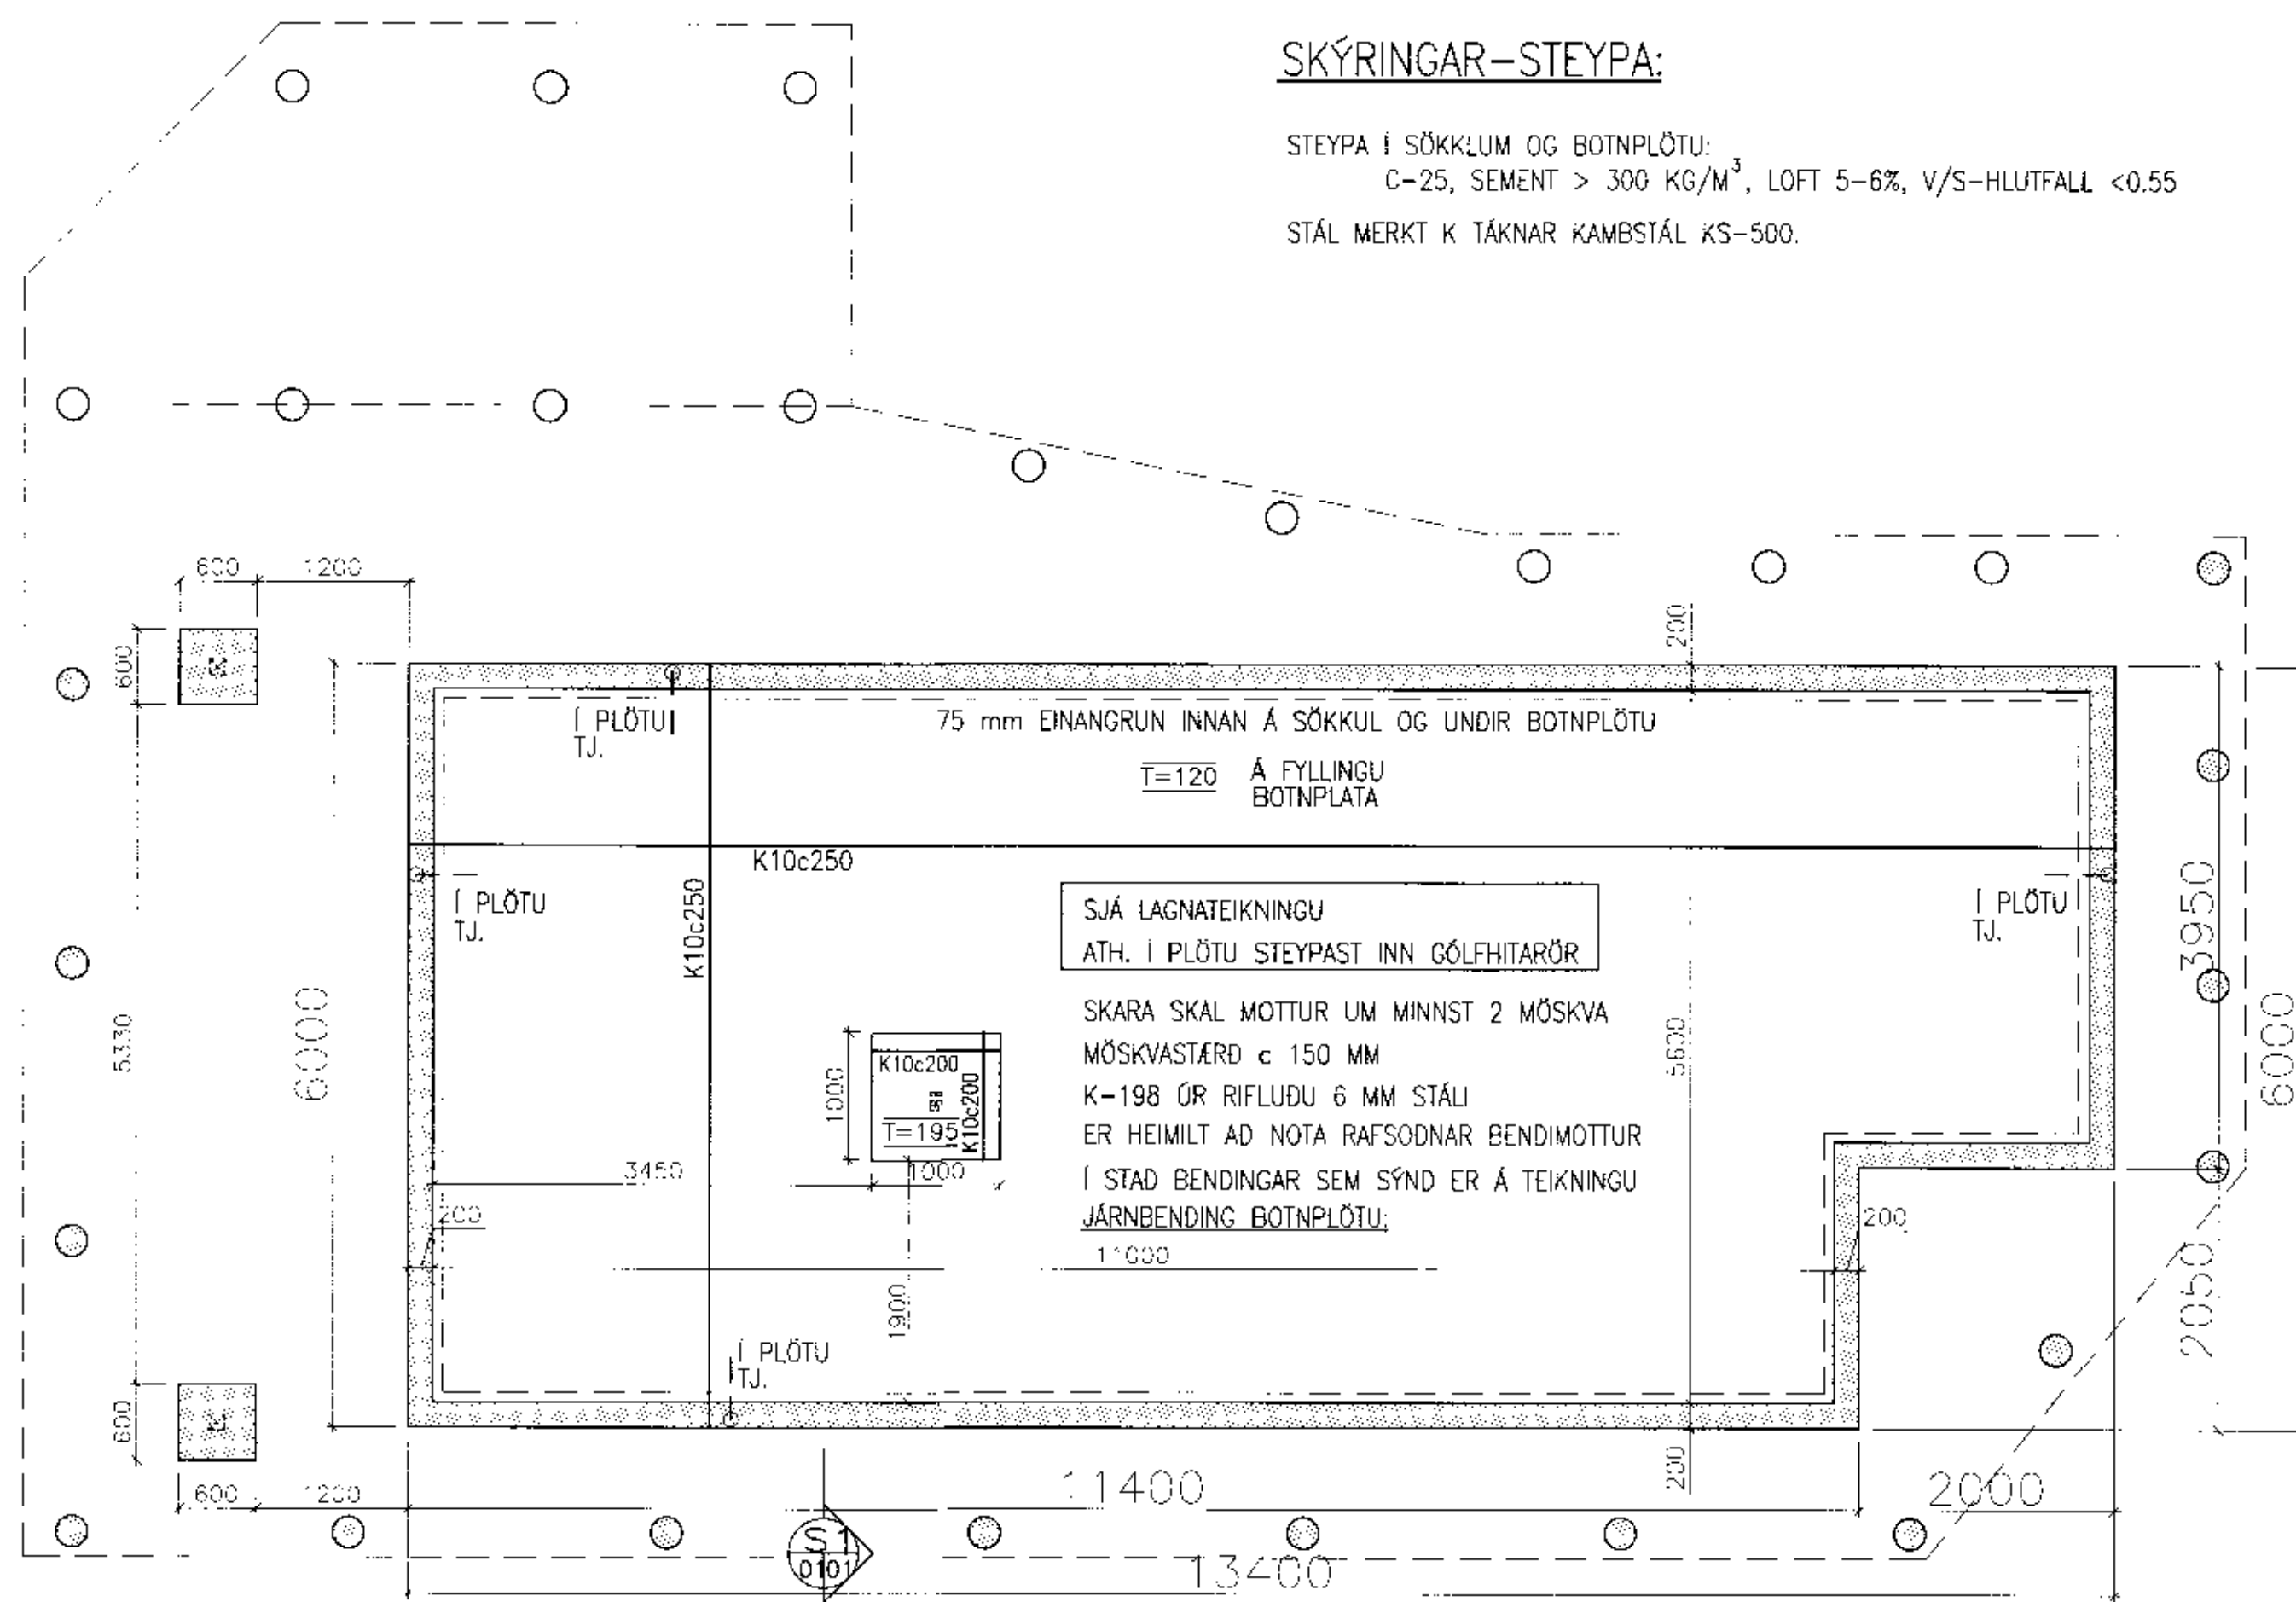 SKÝRINGAR-STEYPA:
STEYPA Í SÖKKLUM OG BOTNPLÖTU:
C-25, SEMENT > 300 KG/M³, LOFT 5-6%, V/S-HLUTFALL <0.55
STÁL MERKT K TÁKNAR KAMBSTÁL KS-500.
600
1200
600
200
Í PLÖTU
TJ.
75 mm EINANGRUN INNAN Á SÖKKUL OG UNDIR BOTNPLÖTU
T=120
Á FYLLINGU
BOTNPLATA
K10c250
K10c250
Í PLÖTU
TJ.
Í PLÖTU
TJ.
SJÁ LAGNATEIKNINGU
ATH. Í PLÖTU STEYPAST INN GÓLFHITARÖR
3950
6000
5330
6000
5600
SKARA SKAL MOTTUR UM MINNST 2 MÖSKVA
MÖSKVASTÆRÐ c 150 MM
K-198 ÚR RIFLUÐU 6 MM STÁLI
ER HEIMILT AD NOTA RAFSODNAR BENDIMOTTUR
Í STAD BENDINGAR SEM SÝND ER Á TEIKNINGU
JÁRNBENDING BOTNPLÖTU:
1000
K10c200
K10c200
T=195
1000
3450
200
200
11000
1900
2050
Í PLÖTU
TJ.
600
600
1200
200
11400
2000
S 1
0101
13400